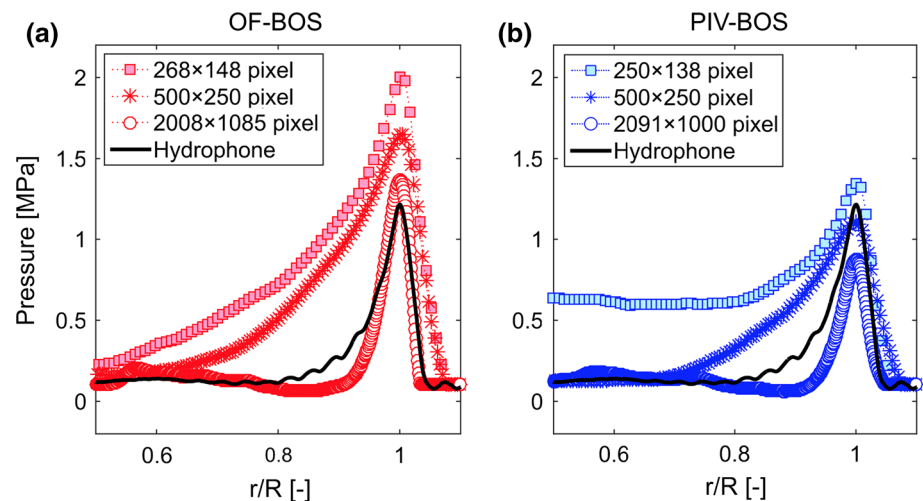 (a) OF-BOS
268×148 pixel
500×250 pixel
2008×1085 pixel
Hydrophone
Pressure [MPa]
2
1.5
1
0.5
0
0.6 0.8 1
r/R [-]
(b) PIV-BOS
250×138 pixel
500×250 pixel
2091×1000 pixel
Hydrophone
2
1.5
1
0.5
0
0.6 0.8 1
r/R [-]